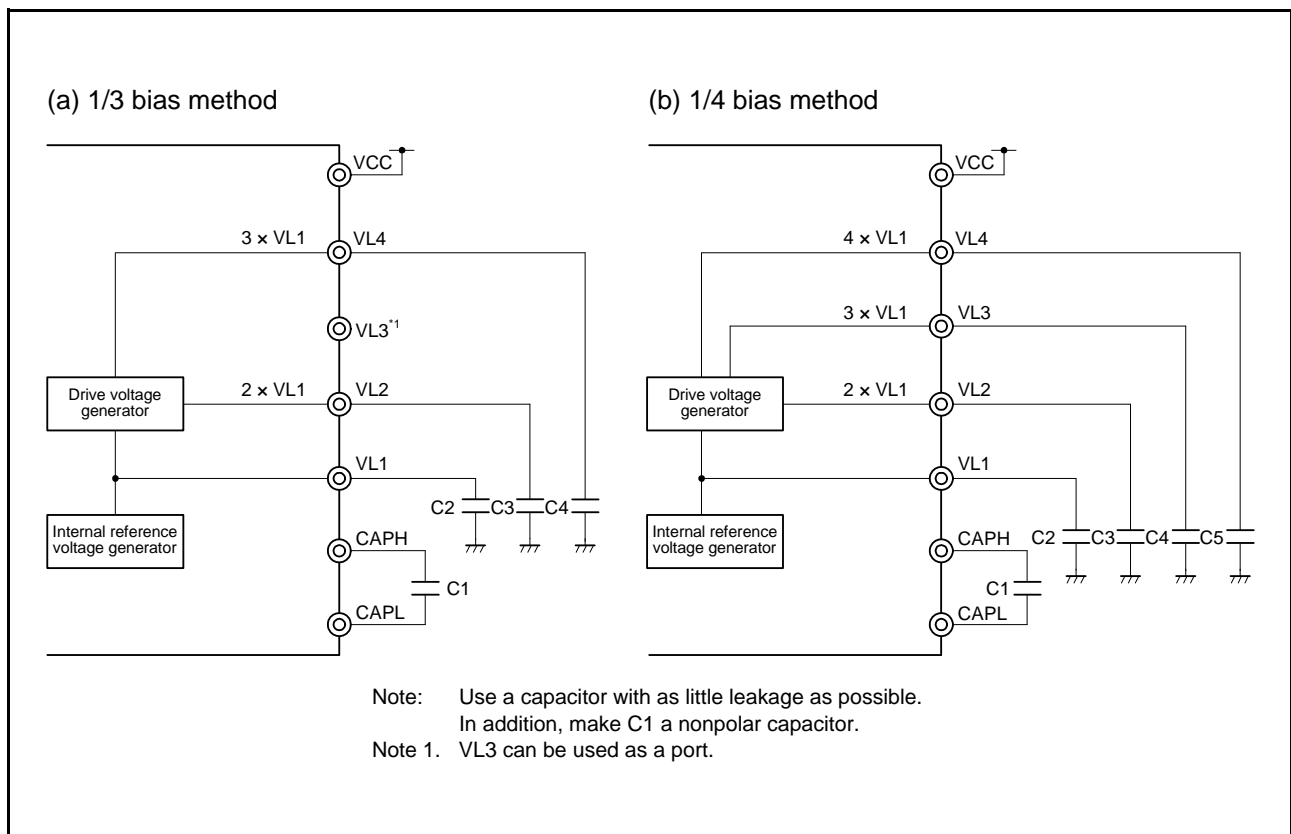 (a) 1/3 bias method
VCC
3 × VL1
VL4
VL3*1
Drive voltage
generator
2 × VL1
VL2
VL1
Internal reference
voltage generator
C2
C3
C4
CAPH
C1
CAPL
(b) 1/4 bias method
VCC
4 × VL1
VL4
3 × VL1
VL3
Drive voltage
generator
2 × VL1
VL2
VL1
Internal reference
voltage generator
C2
C3
C4
C5
CAPH
C1
CAPL
Note: Use a capacitor with as little leakage as possible.
In addition, make C1 a nonpolar capacitor.
Note 1. VL3 can be used as a port.